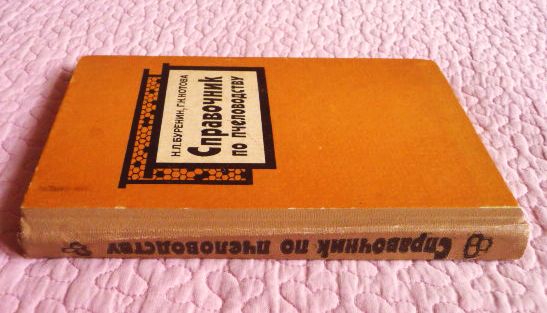 Н.Л.БУРЕНИН, Г.Н.КОТОВА
Справочник
по пчеловодству
Справочник по пчеловодству